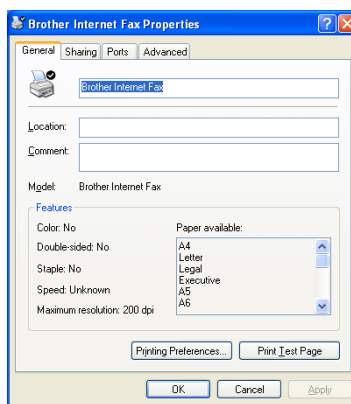 Brother Internet Fax Properties
General Sharing Ports Advanced
Brother Internet Fax
Location:
Comment:
Model: Brother Internet Fax
Features
Color: No
Double-sided: No
Staple: No
Speed: Unknown
Maximum resolution: 200 dpi
Paper available:
A4
Letter
Legal
Executive
A5
A6
Printing Preferences... Print Test Page
OK Cancel Apply